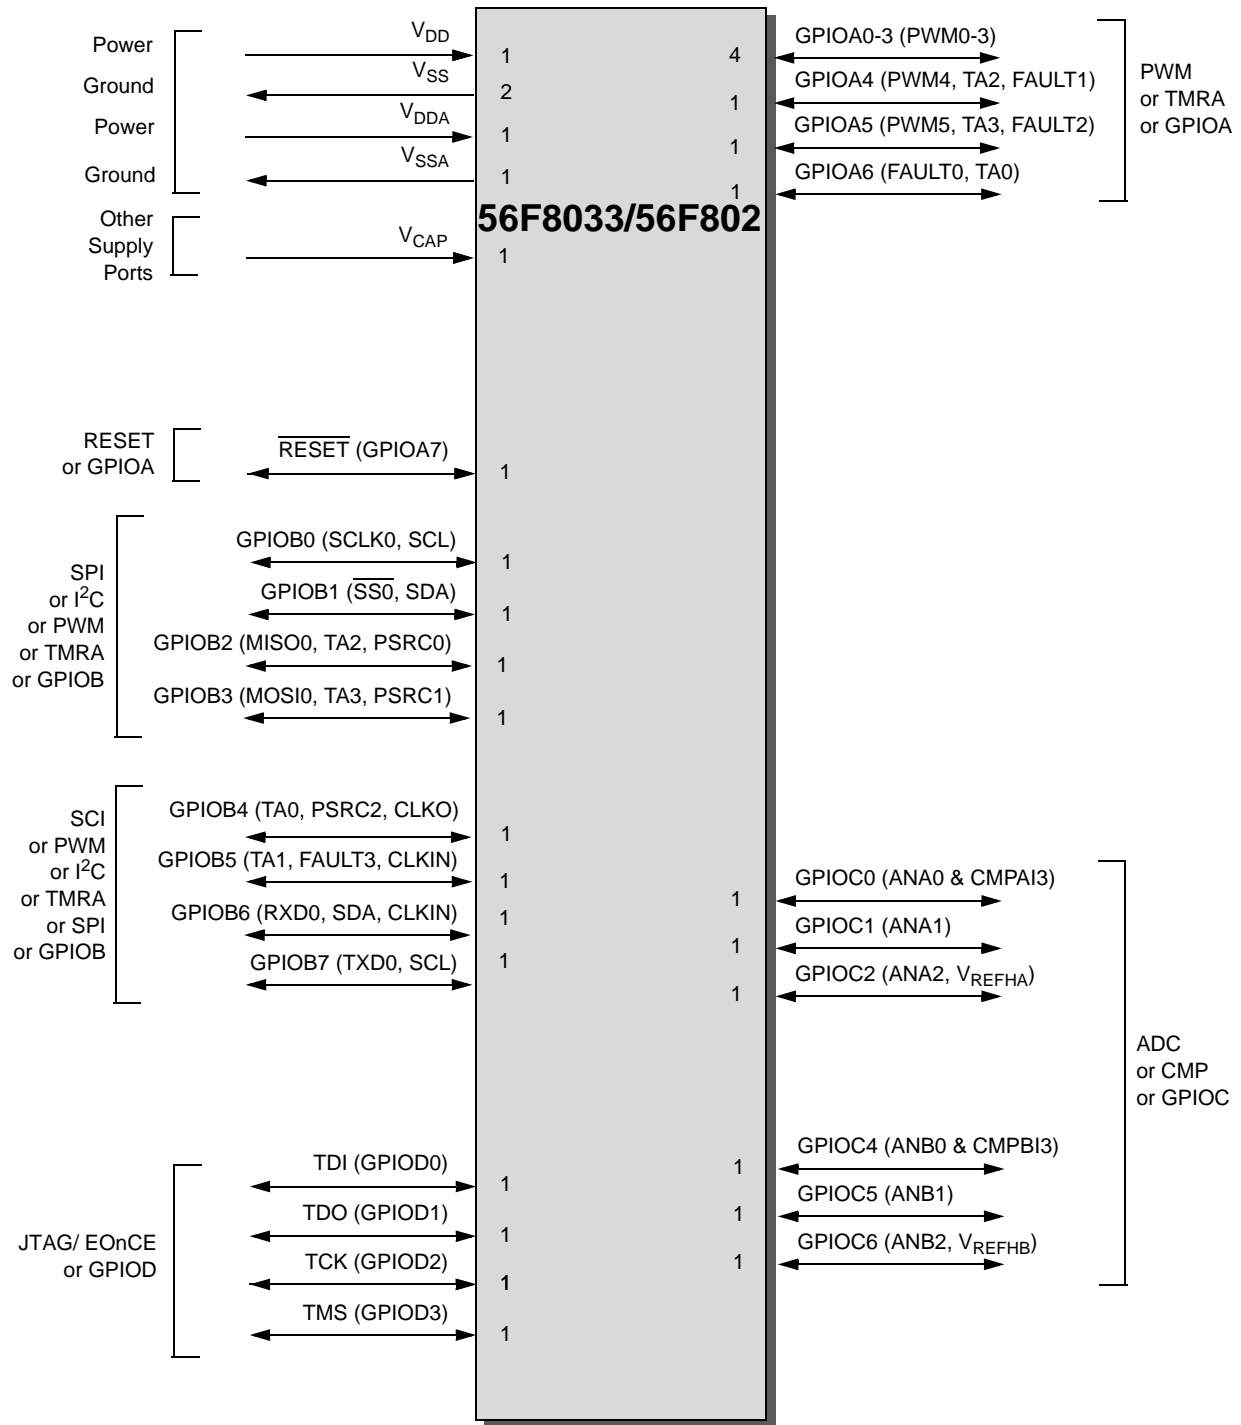 Power
Ground
Power
Ground
VDD
1
VSS
2
VDDA
1
VSSA
1
Other
Supply
Ports
VCAP
1
56F8033/56F802
4
GPIOA0-3 (PWM0-3)
1
GPIOA4 (PWM4, TA2, FAULT1)
1
GPIOA5 (PWM5, TA3, FAULT2)
1
GPIOA6 (FAULT0, TA0)
PWM
or TMRA
or GPIOA
RESET
or GPIOA
RESET (GPIOA7)
1
SPI
or I2C
or PWM
or TMRA
or GPIOB
GPIOB0 (SCLK0, SCL)
1
GPIOB1 (SS0, SDA)
1
GPIOB2 (MISO0, TA2, PSRC0)
1
GPIOB3 (MOSI0, TA3, PSRC1)
1
SCI
or PWM
or I2C
or TMRA
or SPI
or GPIOB
GPIOB4 (TA0, PSRC2, CLKO)
1
GPIOB5 (TA1, FAULT3, CLKIN)
1
GPIOB6 (RXD0, SDA, CLKIN)
1
GPIOB7 (TXD0, SCL)
1
1
GPIOC0 (ANA0 & CMPAI3)
1
GPIOC1 (ANA1)
1
GPIOC2 (ANA2, VREFHA)
ADC
or CMP
or GPIOC
1
GPIOC4 (ANB0 & CMPBI3)
1
GPIOC5 (ANB1)
1
GPIOC6 (ANB2, VREFHB)
JTAG/ EOnCE
or GPIOD
TDI (GPIOD0)
1
TDO (GPIOD1)
1
TCK (GPIOD2)
1
TMS (GPIOD3)
1